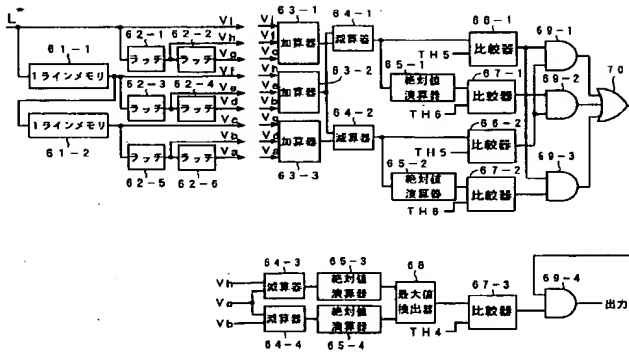 L*
61-1
1ラインメモリ
1ラインメモリ
61-2
62-1
62-2
ラッチ
ラッチ
62-3
62-4
ラッチ
ラッチ
ラッチ
ラッチ
62-5
62-6
Vi
Vh
Vg
Vf
Ve
Vd
Vc
Vb
Va
63-1
加算器
63-2
加算器
加算器
63-3
64-1
減算器
64-2
減算器
TH5
65-1
絶対値
演算器
TH6
TH5
65-2
絶対値
演算器
TH6
66-1
比較器
67-1
比較器
66-2
比較器
67-2
比較器
69-1
69-2
69-3
70
Vh
Vb
64-3
減算器
減算器
64-4
65-3
絶対値
演算器
絶対値
演算器
65-4
68
最大値
検出器
TH4
67-3
比較器
69-4
出力